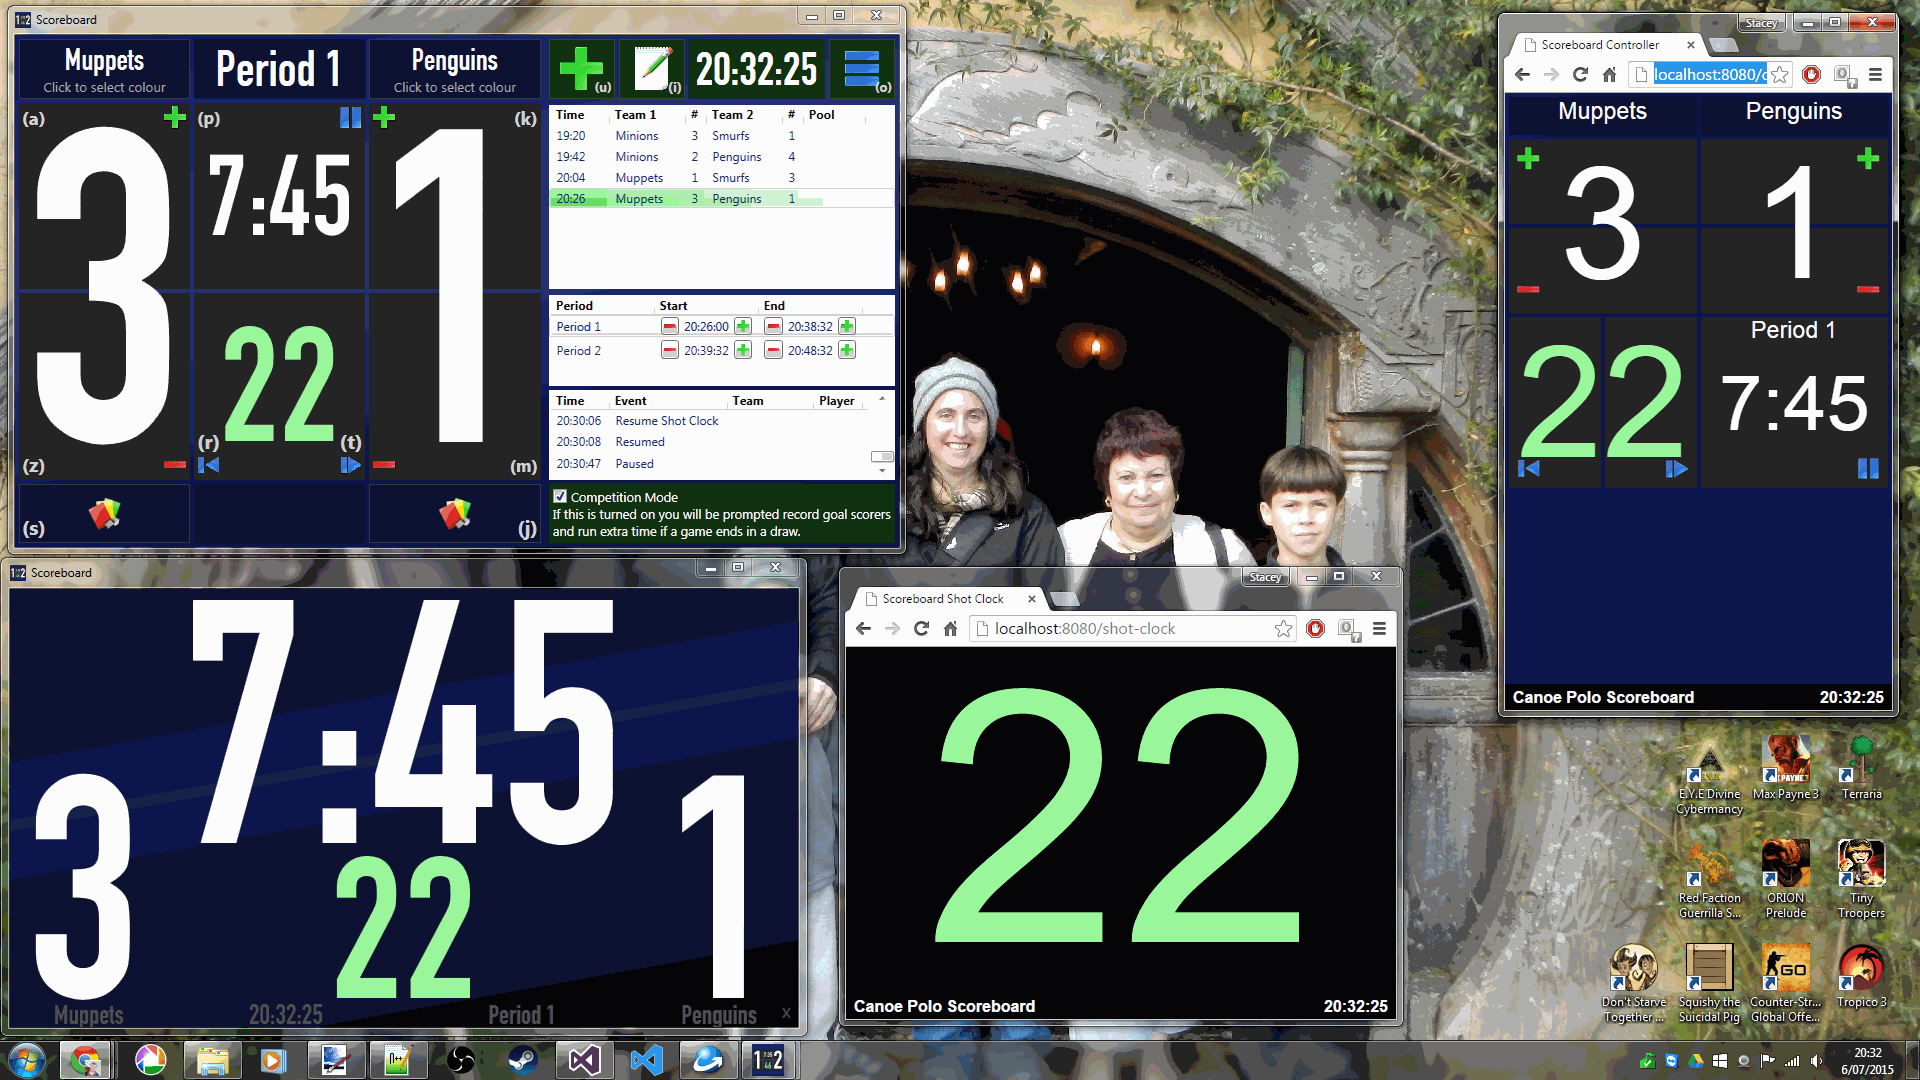 Scoreboard
Muppets
Click to select colour
Period 1
Penguins
Click to select colour
(u)
(i)
20:32:25
(o)
(a)
3
(z)
(p)
7:45
22
(r)
(t)
(k)
1
(m)
(s)
(j)
Time Team 1 # Team 2 # Pool
19:20 Minions 3 Smurfs 1
19:42 Minions 2 Penguins 4
20:04 Muppets 1 Smurfs 3
20:26 Muppets 3 Penguins 1
Period Start End
Period 1 20:26:00 20:38:32
Period 2 20:39:32 20:48:32
Time Event Team Player
20:30:06 Resume Shot Clock
20:30:08 Resumed
20:30:47 Paused
Competition Mode
If this is turned on you will be prompted record goal scorers
and run extra time if a game ends in a draw.
Stacey
Scoreboard Controller
localhost:8080/c
Muppets Penguins
3 1
Period 1
22 7:45
Canoe Polo Scoreboard 20:32:25
Scoreboard
7:45
3 22 1
Muppets 20:32:25 Period 1 Penguins X
Stacey
Scoreboard Shot Clock
localhost:8080/shot-clock
22
Canoe Polo Scoreboard 20:32:25
E.Y.E Divine
Cybermancy
Max Payne 3
Terraria
Red Faction
Guerrilla S...
ORION
Prelude
Tiny
Troopers
Don't Starve
Together ...
Squishy the
Suicidal Pig
GO
Counter-Str...
Global Offe...
Tropico 3
20:32
6/07/2015